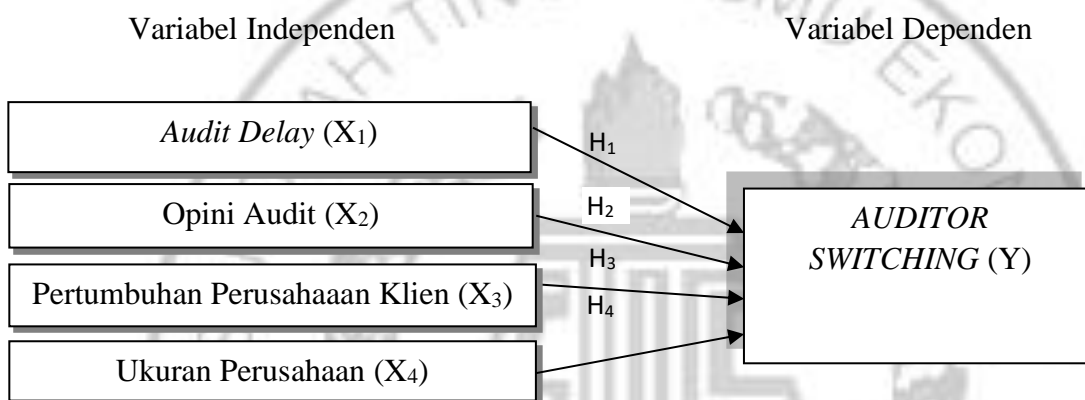 Variabel Independen
Variabel Dependen
Audit Delay (X₁)
H₁
Opini Audit (X₂)
H₂
AUDITOR
SWITCHING (Y)
H₃
Pertumbuhan Perusahaaan Klien (X₃)
H₄
Ukuran Perusahaan (X₄)